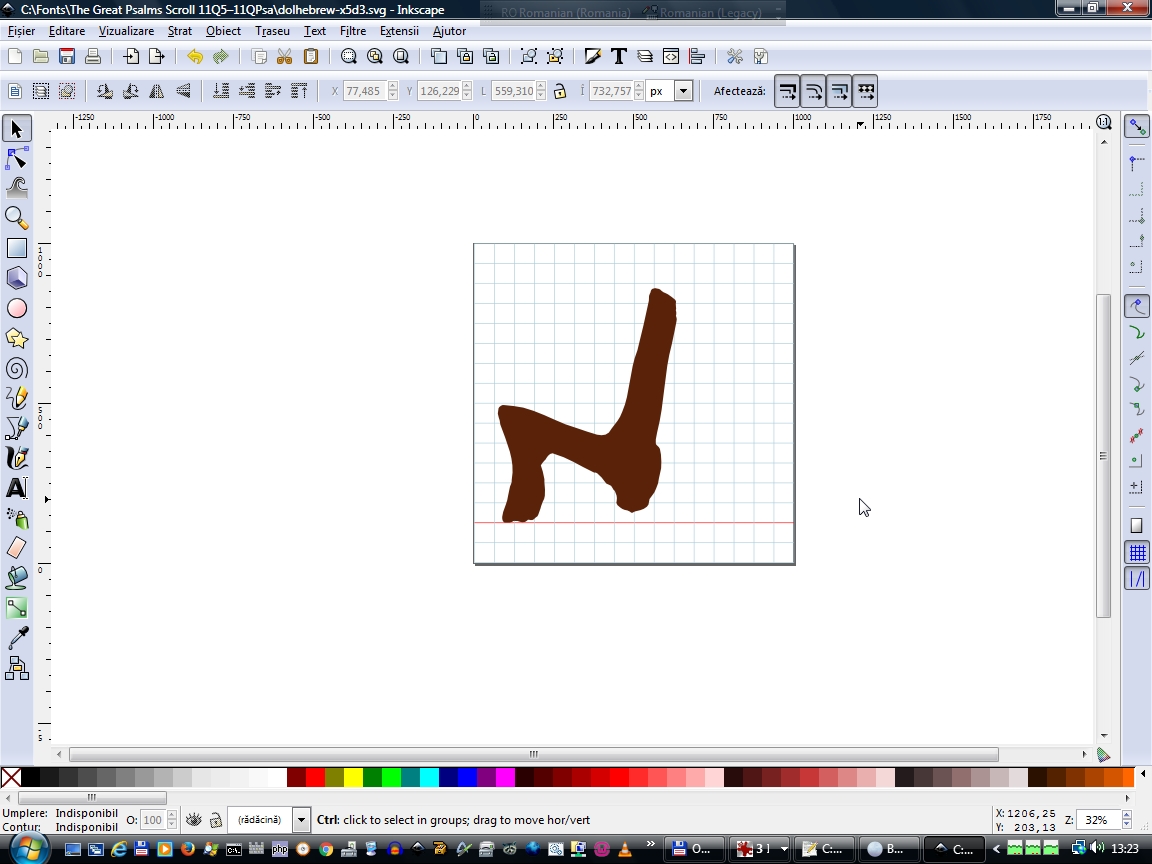 C:\Fonts\The Great Psalms Scroll 11Q5–11QPsa\dolhebrew-x5d3.svg - Inkscape
RO Romanian (Romania) Romanian (Legacy)
Fișier Editare Vizualizare Strat Obiect Traseu Text Filtre Extensii Ajutor
X 77,485 Y 126,229 L 559,310 Î 732,757 px Afectează:
-1250 -1000 -750 -500 -250 0 250 500 750 1000 1250 1500 1750
1000
500
0
-5
Umplere: Indisponibil O: 100 (rădăcină) Ctrl: click to select in groups; drag to move hor/vert X:1206,25 Z: 32%
Contur: Indisponibil Y: 203,13
O... 3 I C:... B... C:... 13:23